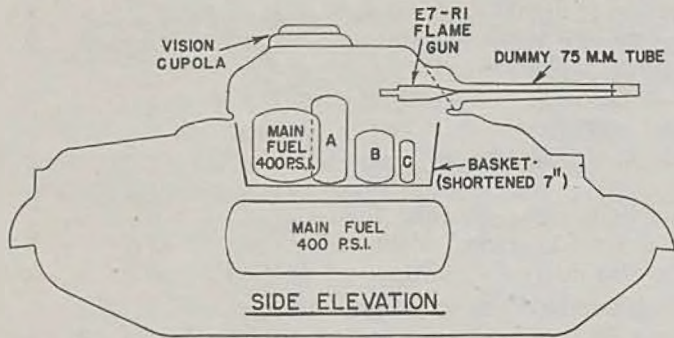 E7-R1
FLAME
GUN
VISION
CUPOLA
DUMMY 75 M.M. TUBE
MAIN
FUEL
400 P.S.I.
A
B
C
BASKET-
(SHORTENED 7")
MAIN FUEL
400 P.S.I.
SIDE ELEVATION